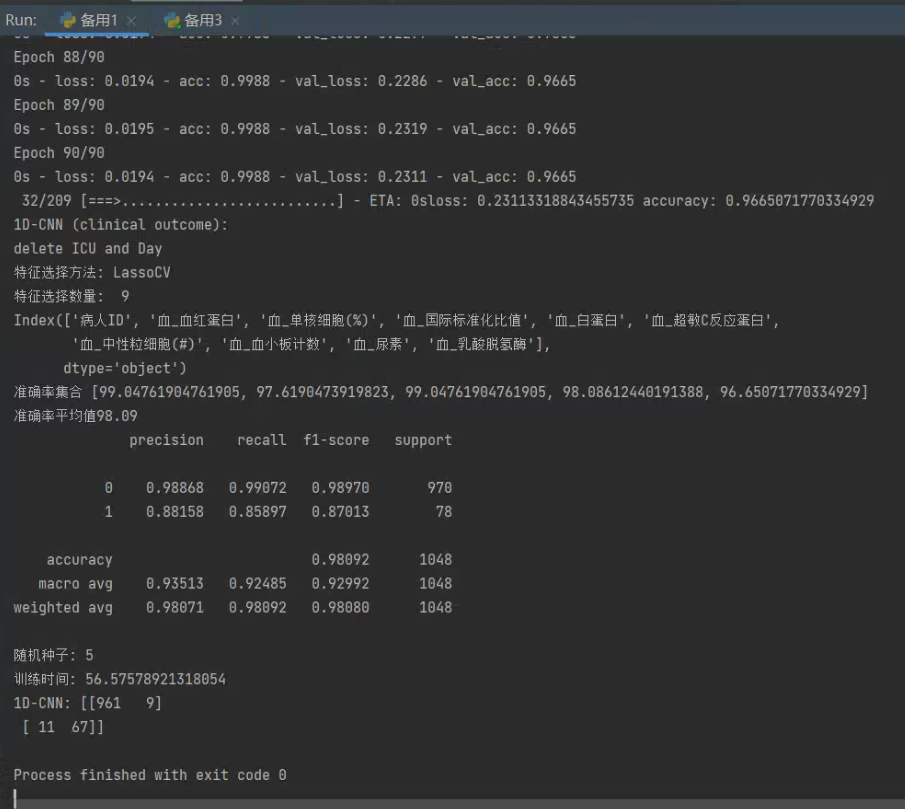 Run: 备用1 × 备用3 ×
Epoch 88/90
0s - loss: 0.0194 - acc: 0.9988 - val_loss: 0.2286 - val_acc: 0.9665
Epoch 89/90
0s - loss: 0.0195 - acc: 0.9988 - val_loss: 0.2319 - val_acc: 0.9665
Epoch 90/90
0s - loss: 0.0194 - acc: 0.9988 - val_loss: 0.2311 - val_acc: 0.9665
 32/209 [===>..........................] - ETA: 0sloss: 0.23113318843455735 accuracy: 0.9665071770334929
1D-CNN (clinical outcome):
delete ICU and Day
特征选择方法: LassoCV
特征选择数量:  9
Index(['病人ID', '血_血红蛋白', '血_单核细胞(%)', '血_国际标准化比值', '血_白蛋白', '血_超敏C反应蛋白',
       '血_中性粒细胞(#)', '血_血小板计数', '血_尿素', '血_乳酸脱氢酶'],
      dtype='object')
准确率集合 [99.04761904761905, 97.6190473919823, 99.04761904761905, 98.08612440191388, 96.65071770334929]
准确率平均值98.09
              precision    recall  f1-score   support
           0    0.98868   0.99072   0.98970       970
           1    0.88158   0.85897   0.87013        78
    accuracy                        0.98092      1048
   macro avg    0.93513   0.92485   0.92992      1048
weighted avg    0.98071   0.98092   0.98080      1048
随机种子: 5
训练时间: 56.57578921318054
1D-CNN: [[961   9]
 [ 11  67]]
Process finished with exit code 0